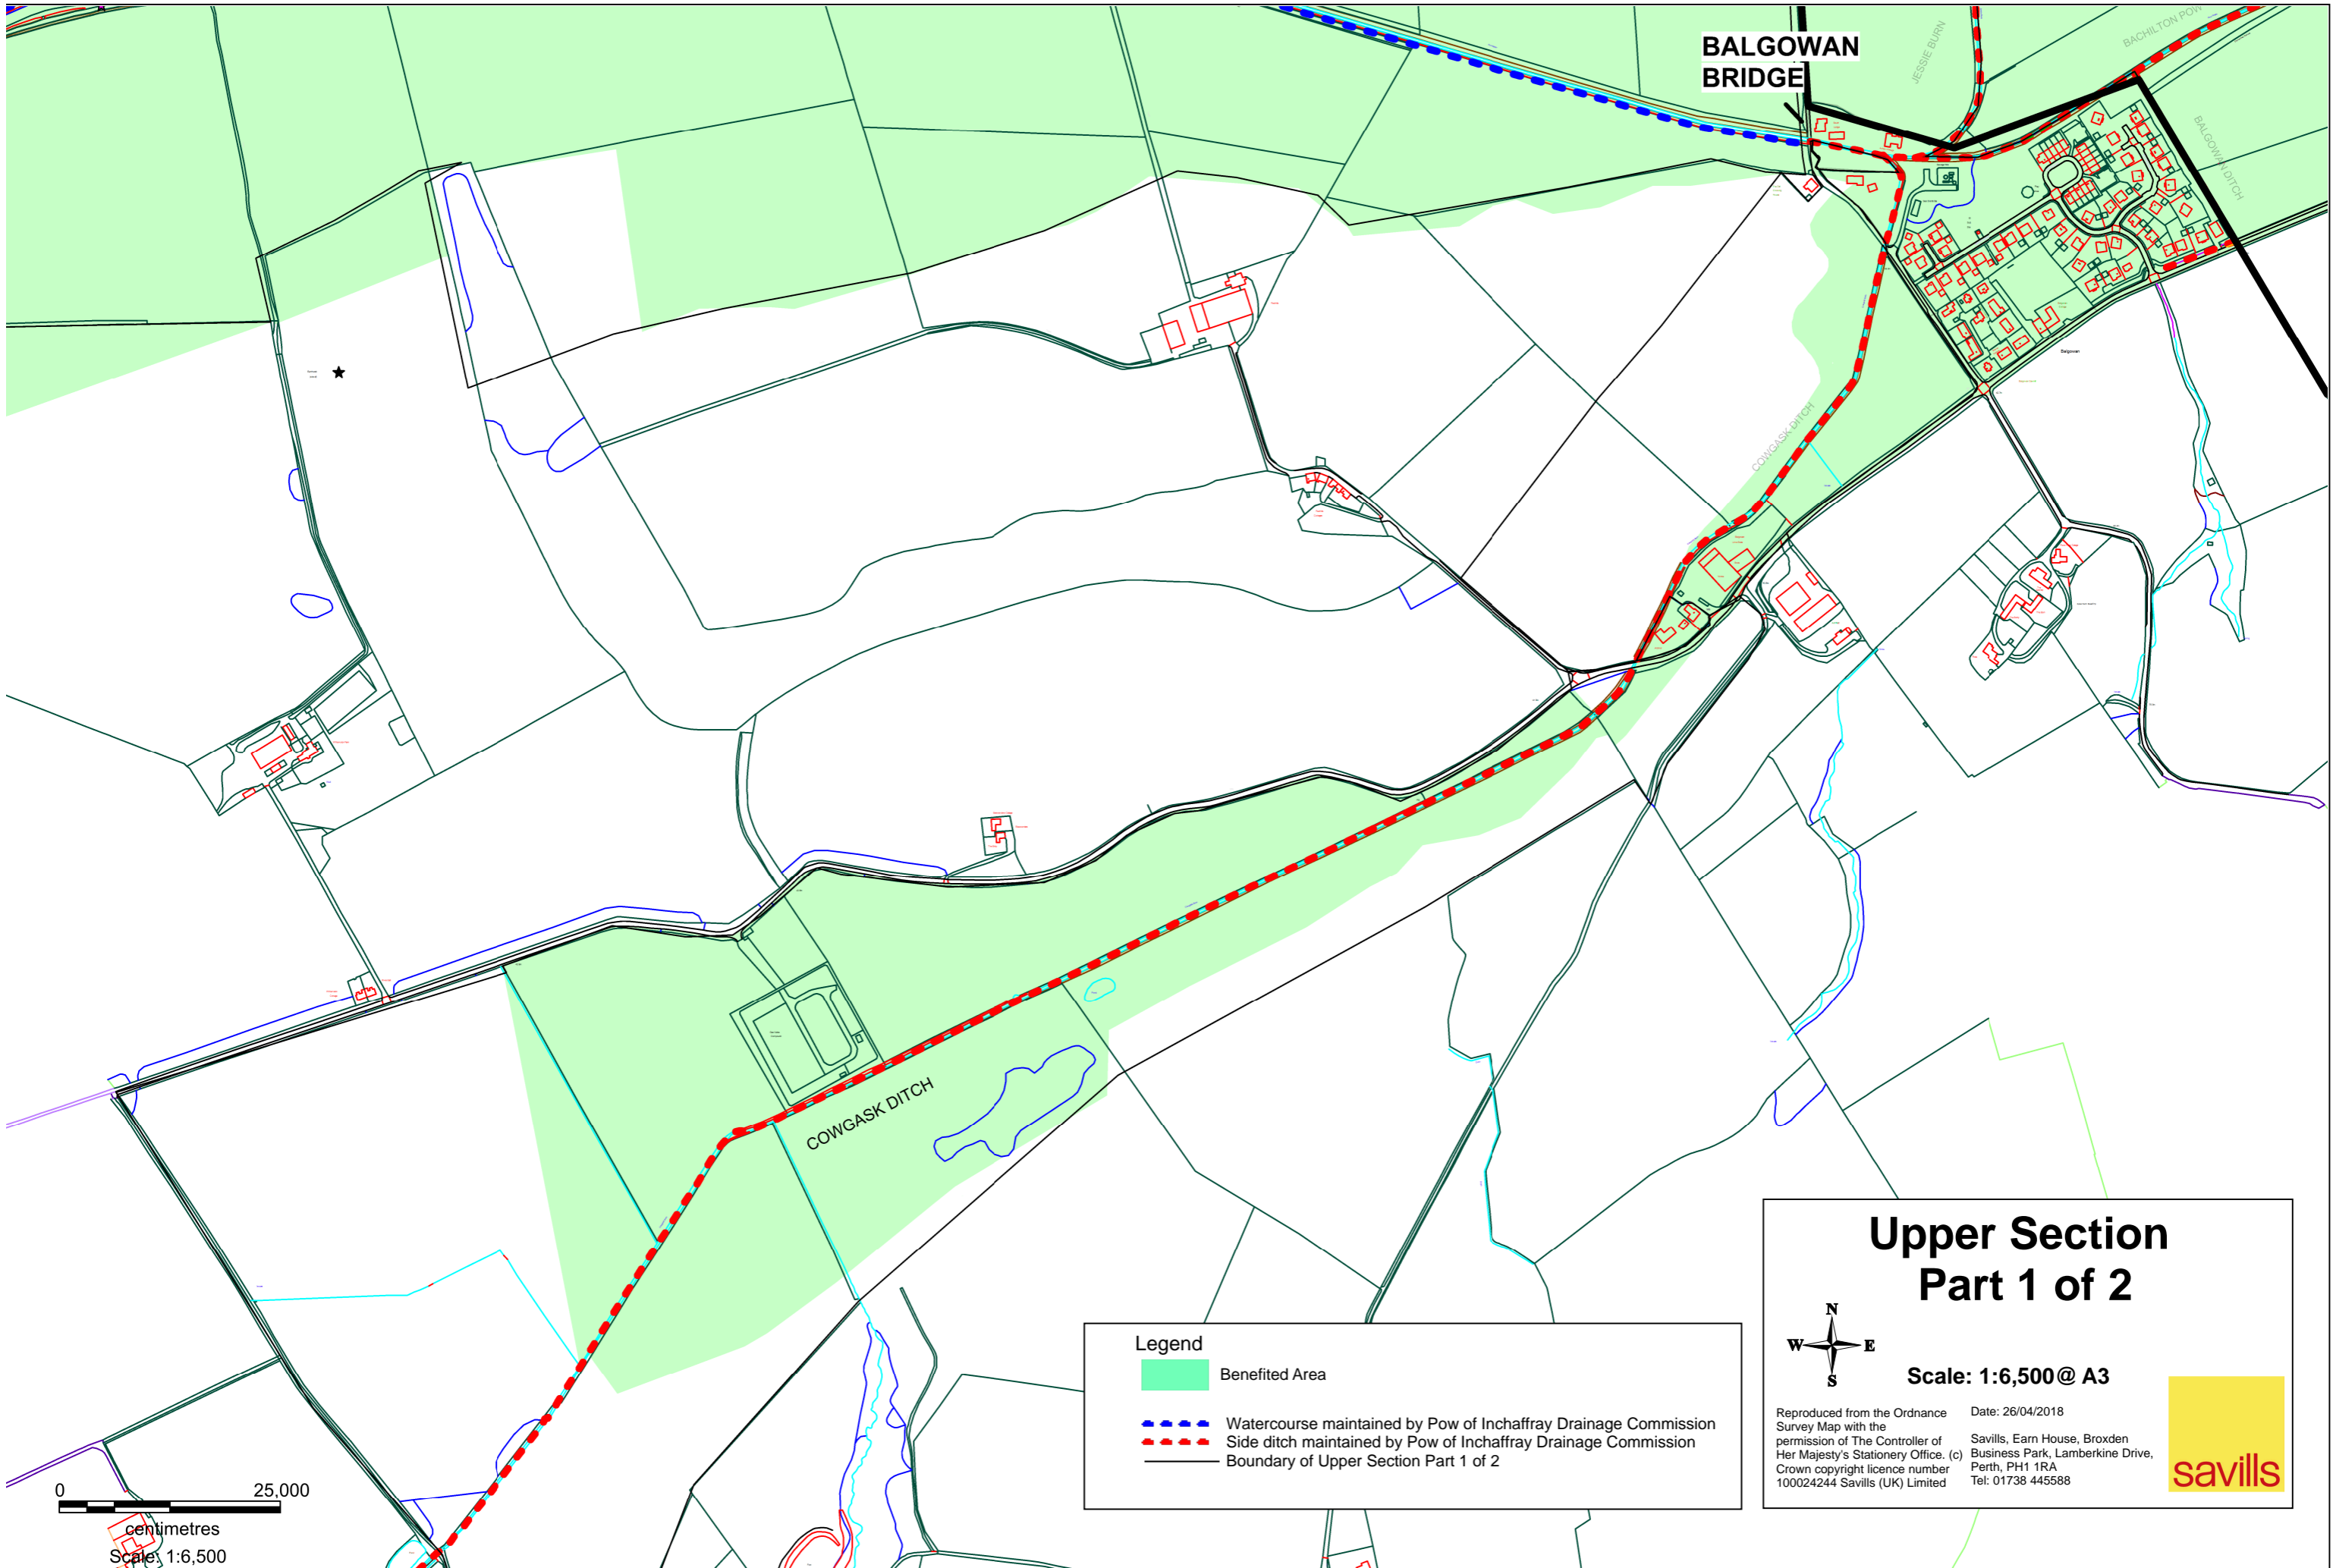 BALGOWAN
BRIDGE
JESSIE BURN
BACHILTON POW
BALGOWAN DITCH
COWGASK DITCH
Balgowan
COWGASK DITCH
Upper Section
Part 1 of 2
N
W
E
S
Scale: 1:6,500@ A3
Reproduced from the Ordnance
Survey Map with the
permission of The Controller of
Her Majesty's Stationery Office. (c)
Crown copyright licence number
100024244 Savills (UK) Limited
Date: 26/04/2018
Savills, Earn House, Broxden
Business Park, Lamberkine Drive,
Perth, PH1 1RA
Tel: 01738 445588
savills
Legend
Benefited Area
Watercourse maintained by Pow of Inchaffray Drainage Commission
Side ditch maintained by Pow of Inchaffray Drainage Commission
Boundary of Upper Section Part 1 of 2
0
25,000
centimetres
Scale: 1:6,500